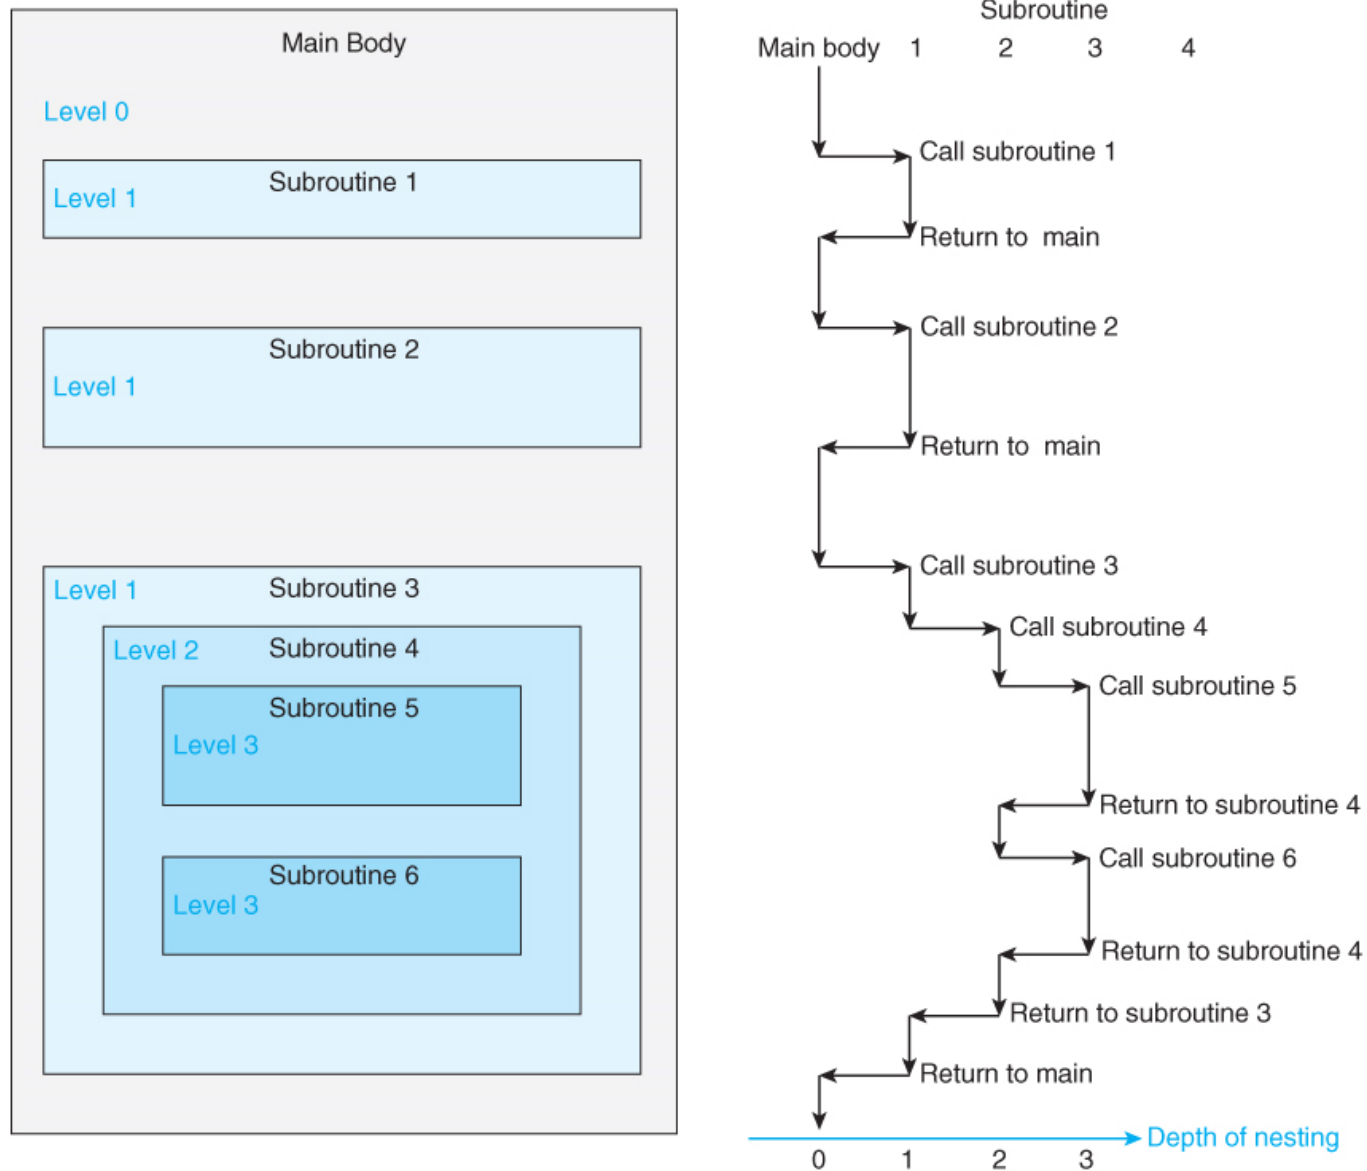 Main Body
Level 0
Subroutine 1
Level 1
Subroutine 2
Level 1
Level 1
Subroutine 3
Level 2
Subroutine 4
Subroutine 5
Level 3
Subroutine 6
Level 3
Subroutine
Main body 1 2 3 4
Call subroutine 1
Return to main
Call subroutine 2
Return to main
Call subroutine 3
Call subroutine 4
Call subroutine 5
Return to subroutine 4
Call subroutine 6
Return to subroutine 4
Return to subroutine 3
Return to main
Depth of nesting
0 1 2 3